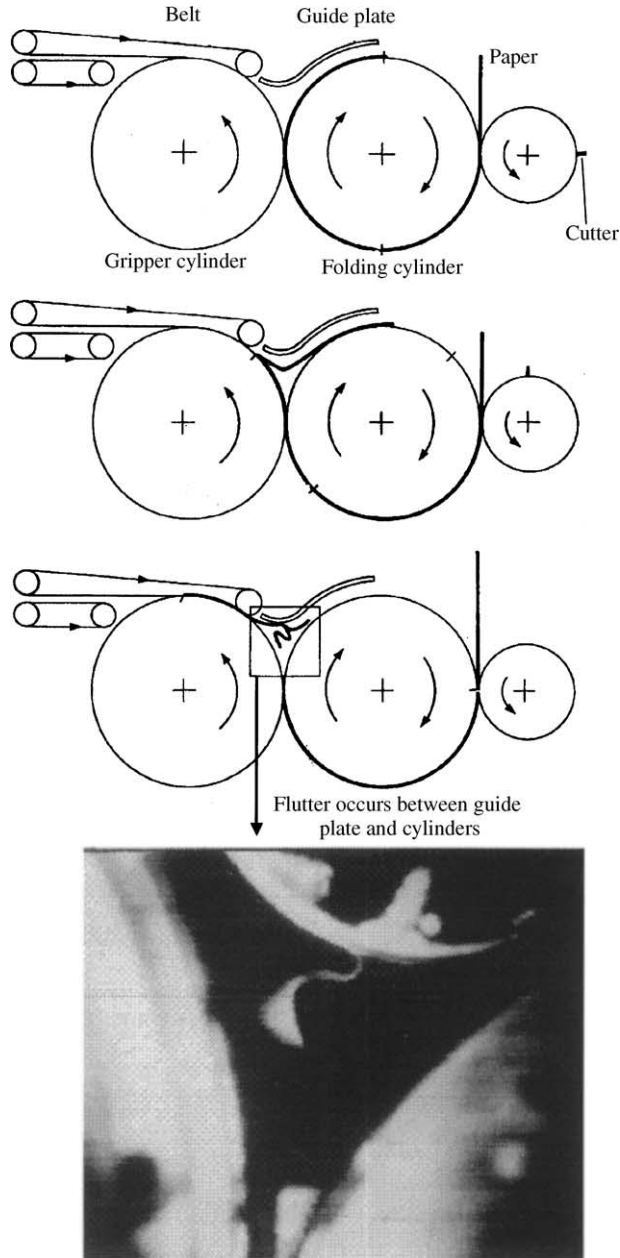 Belt
Guide plate
Paper
Cutter
Gripper cylinder
Folding cylinder
Flutter occurs between guide
plate and cylinders